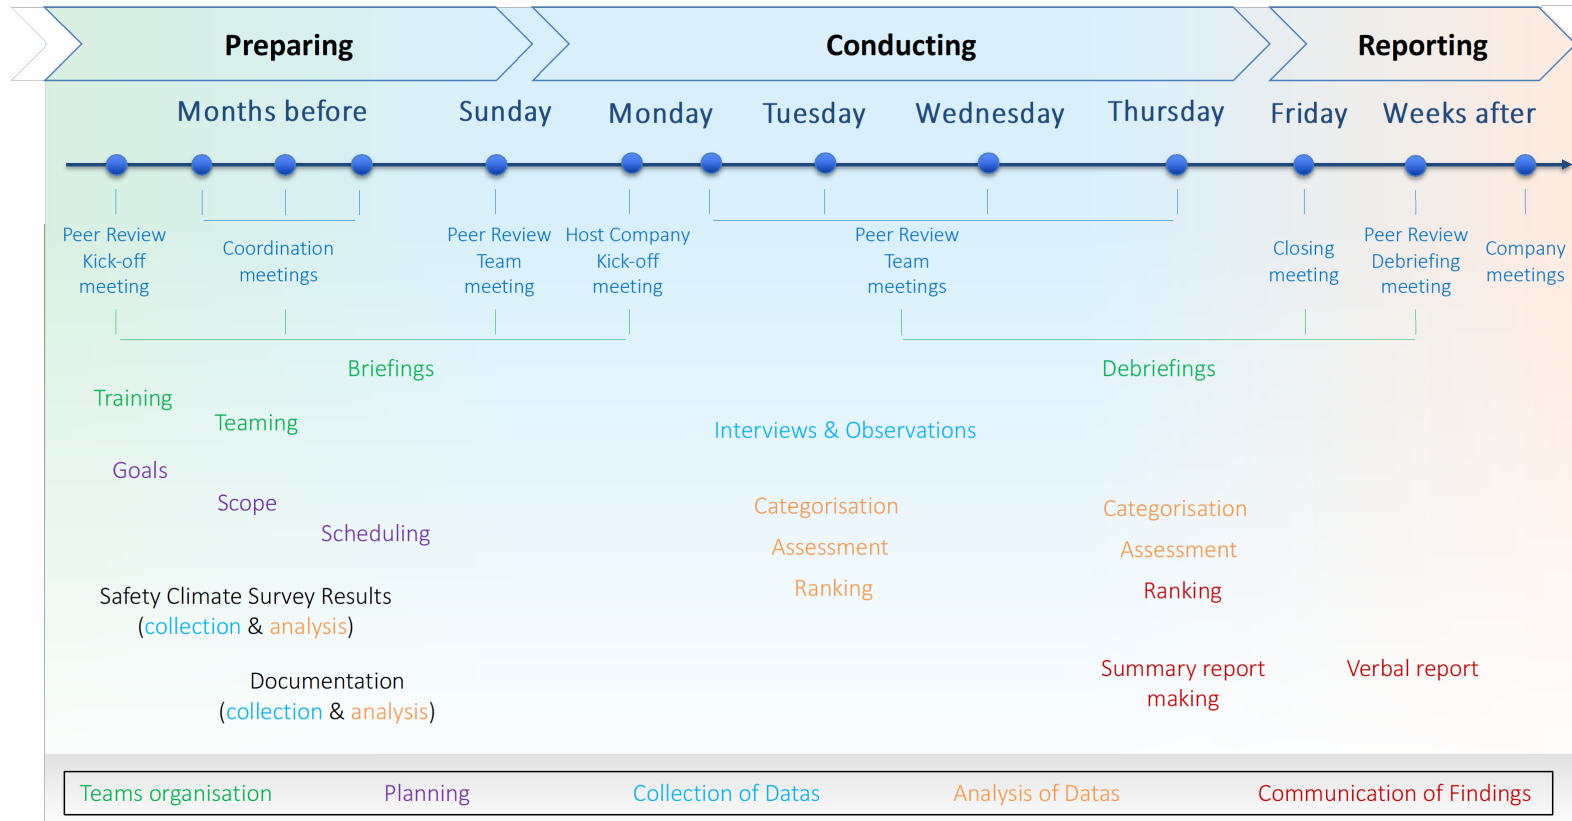 Preparing
Conducting
Reporting
Months before
Sunday
Monday
Tuesday
Wednesday
Thursday
Friday
Weeks after
Peer Review
Kick-off
meeting
Coordination
meetings
Peer Review
Team
meeting
Host Company
Kick-off
meeting
Peer Review
Team
meetings
Closing
meeting
Peer Review
Debriefing
meeting
Company
meetings
Briefings
Debriefings
Training
Teaming
Interviews & Observations
Goals
Scope
Scheduling
Categorisation
Assessment
Ranking
Categorisation
Assessment
Ranking
Safety Climate Survey Results
(collection & analysis)
Documentation
(collection & analysis)
Summary report
making
Verbal report
Teams organisation
Planning
Collection of Datas
Analysis of Datas
Communication of Findings